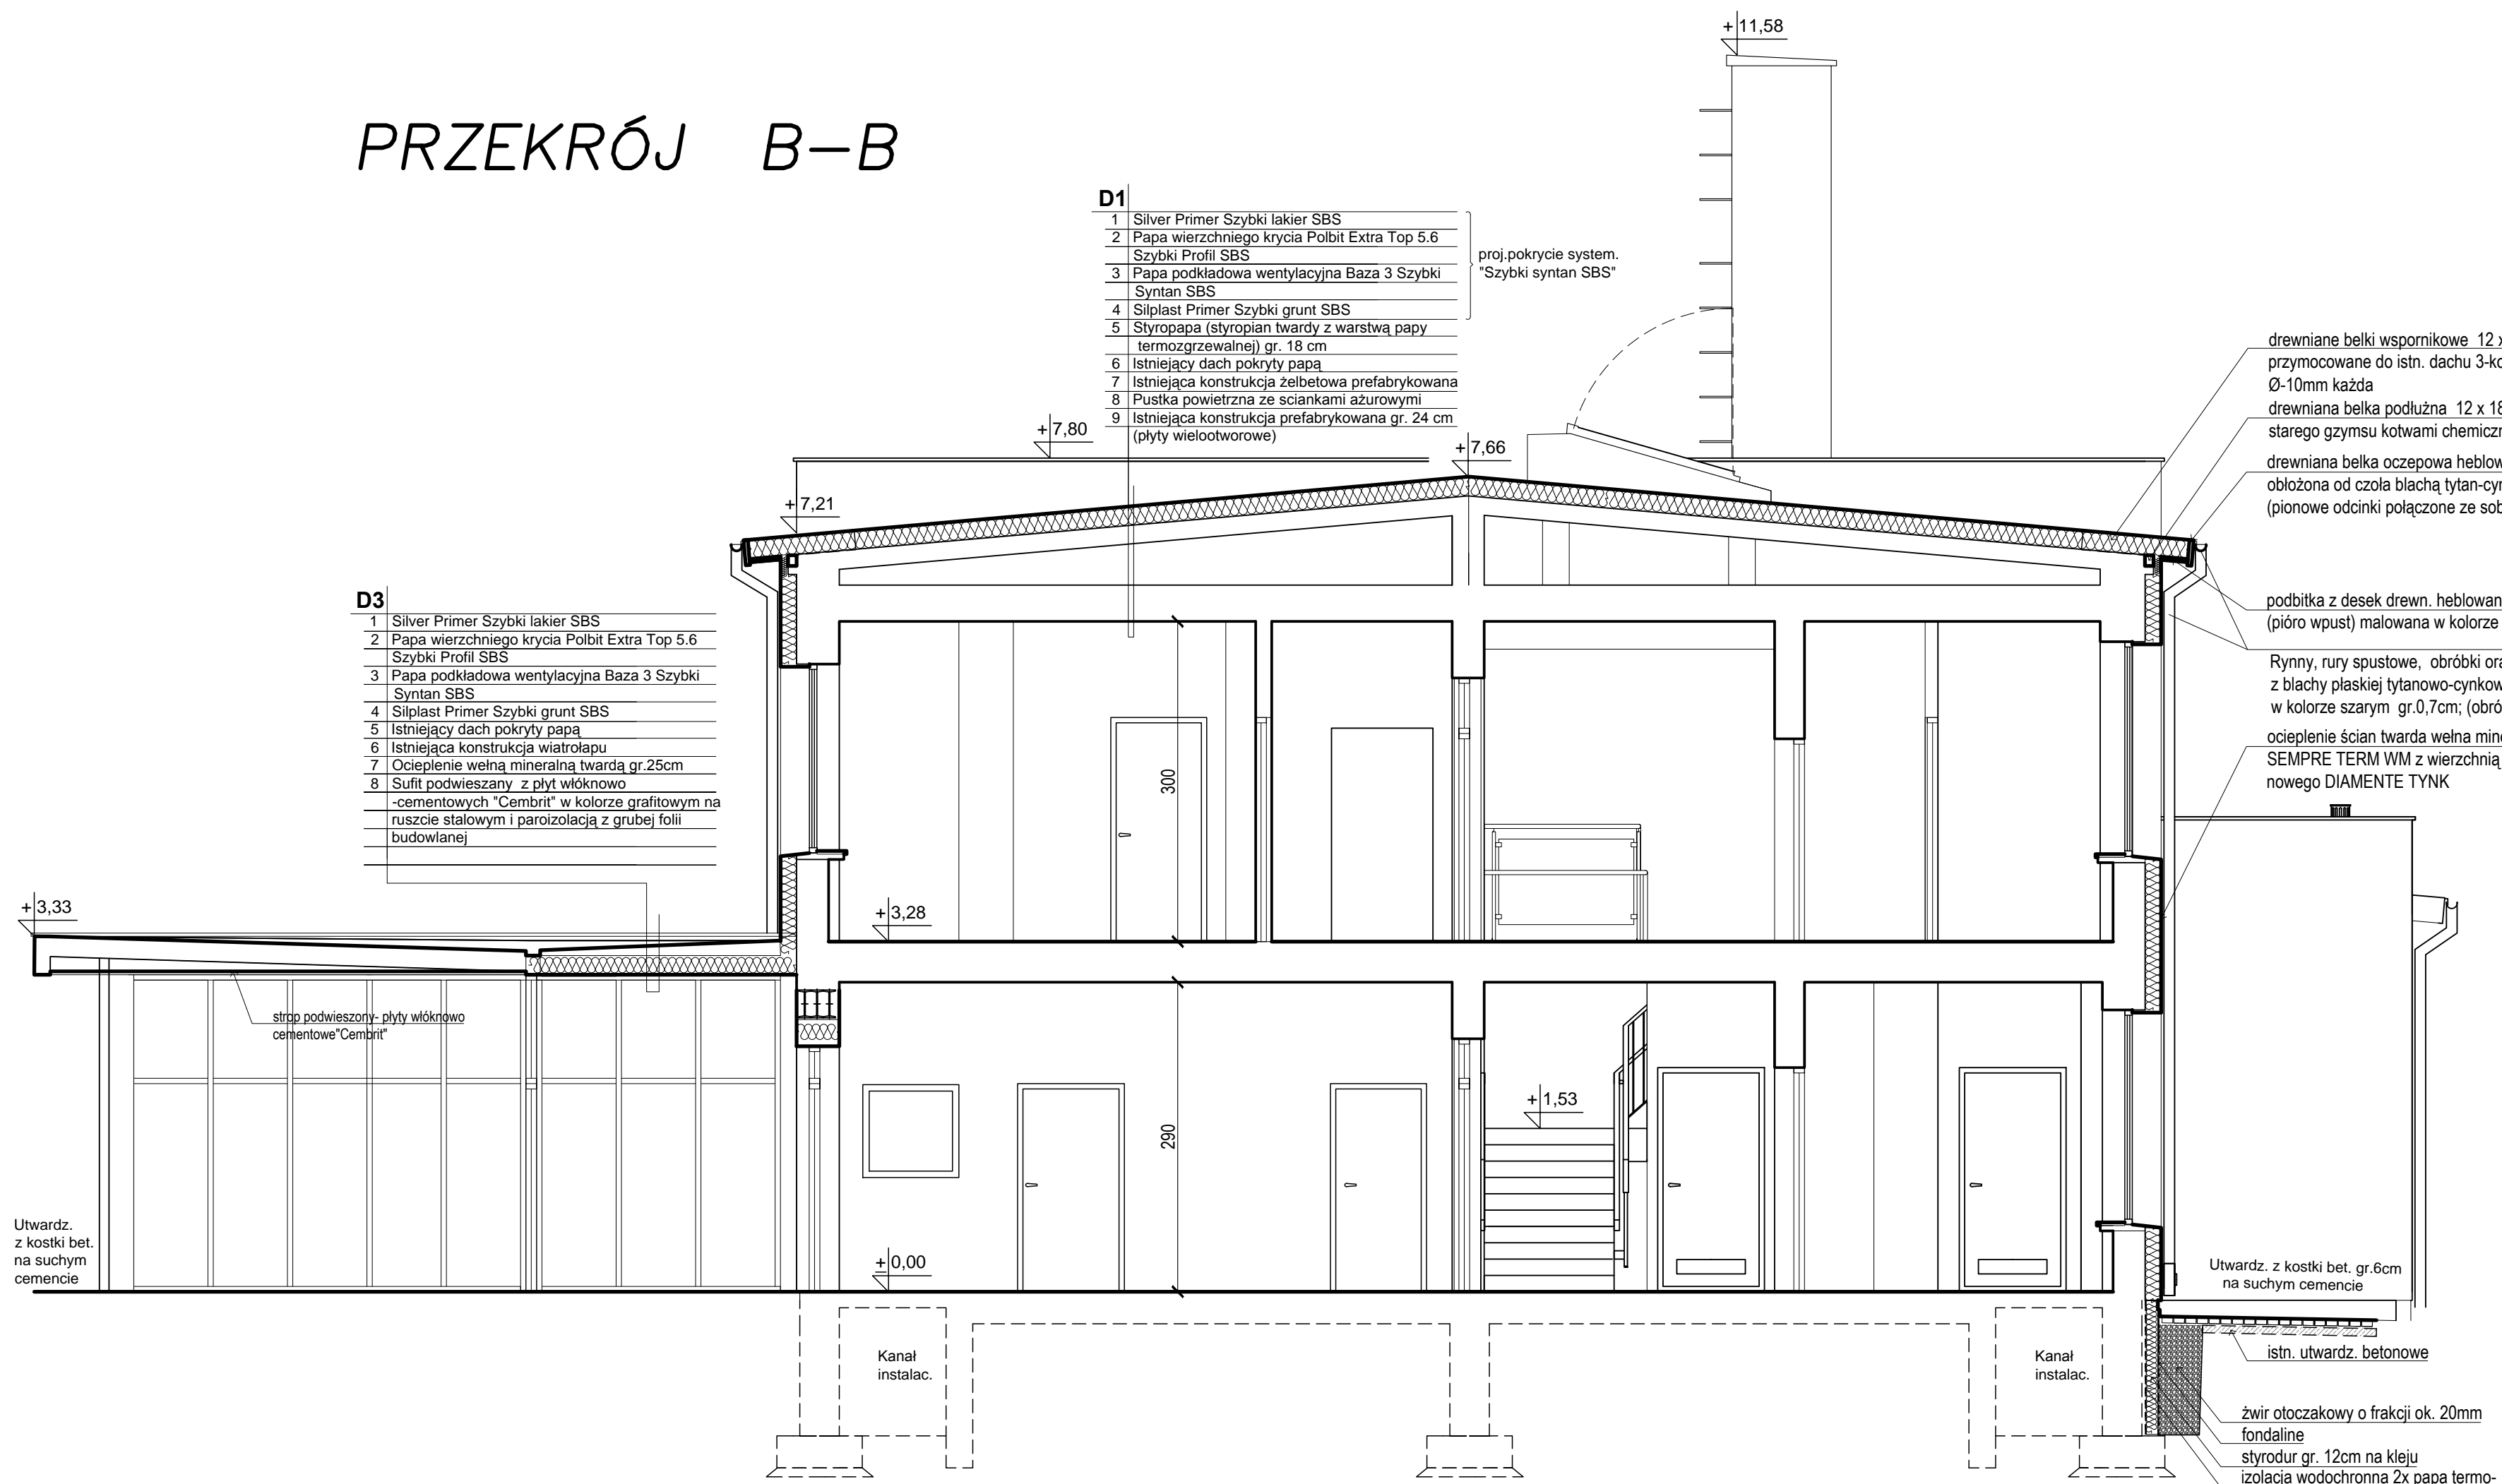 +11,58
PRZEKRÓJ B-B
D1
1 Silver Primer Szybki lakier SBS
2 Papa wierzchniego krycia Polbit Extra Top 5.6
Szybki Profil SBS
3 Papa podkładowa wentylacyjna Baza 3 Szybki
Syntan SBS
4 Silplast Primer Szybki grunt SBS
5 Styropapa (styropian twardy z warstwą papy
termozgrzewalnej) gr. 18 cm
6 Istniejący dach pokryty papą
7 Istniejąca konstrukcja żelbetowa prefabrykowana
8 Pustka powietrzna ze sciankami ażurowymi
9 Istniejąca konstrukcja prefabrykowana gr. 24 cm
(płyty wielootworowe)
proj.pokrycie system.
"Szybki syntan SBS"
+7,80
+7,66
+7,21
drewniane belki wspornikowe 12 x
przymocowane do istn. dachu 3-ko
Ø-10mm każda
drewniana belka podłużna 12 x 18
starego gzymsu kotwami chemiczn
drewniana belka oczepowa heblow
obłożona od czoła blachą tytan-cyn
(pionowe odcinki połączone ze sob
podbitka z desek drewn. heblowan
(pióro wpust) malowana w kolorze
Rynny, rury spustowe, obróbki ora
z blachy płaskiej tytanowo-cynkow
w kolorze szarym gr.0,7cm; (obró
ocieplenie ścian twarda wełna mine
SEMPRE TERM WM z wierzchnią
nowego DIAMENTE TYNK
D3
1 Silver Primer Szybki lakier SBS
2 Papa wierzchniego krycia Polbit Extra Top 5.6
Szybki Profil SBS
3 Papa podkładowa wentylacyjna Baza 3 Szybki
Syntan SBS
4 Silplast Primer Szybki grunt SBS
5 Istniejący dach pokryty papą
6 Istniejąca konstrukcja wiatrołapu
7 Ocieplenie wełną mineralną twardą gr.25cm
8 Sufit podwieszany z płyt włóknowo
-cementowych "Cembrit" w kolorze grafitowym na
ruszcie stalowym i paroizolacją z grubej folii
budowlanej
300
+3,33
+3,28
strop podwieszony- płyty włóknowo
cementowe"Cembrit"
+1,53
290
±0,00
Utwardz.
z kostki bet.
na suchym
cemencie
Utwardz. z kostki bet. gr.6cm
na suchym cemencie
Kanał
instalac.
Kanał
instalac.
istn. utwardz. betonowe
żwir otoczakowy o frakcji ok. 20mm
fondaline
styrodur gr. 12cm na kleju
izolacja wodochronna 2x papa termo-